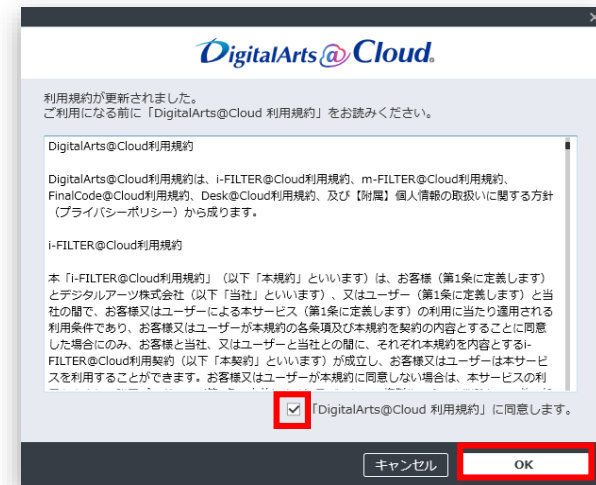 DigitalArts@Cloud.
利用規約が更新されました。
ご利用になる前に「DigitalArts@Cloud 利用規約」をお読みください。
DigitalArts@Cloud利用規約
DigitalArts@Cloud利用規約は、i-FILTER@Cloud利用規約、m-FILTER@Cloud利用規約、
FinalCode@Cloud利用規約、Desk@Cloud利用規約、及び【附属】個人情報の取扱いに関する方針
（プライバシーポリシー）から成ります。
i-FILTER@Cloud利用規約
本「i-FILTER@Cloud利用規約」（以下「本規約」といいます）は、お客様（第1条に定義します）
とデジタルアーツ株式会社（以下「当社」といいます）、又はユーザー（第1条に定義します）と当
社の間で、お客様又はユーザーによる本サービス（第1条に定義します）の利用に当たり適用される
利用条件であり、お客様又はユーザーが本規約の各条項及び本規約を契約の内容とすることに同意
した場合にのみ、お客様と当社、又はユーザーと当社との間に、それぞれ本規約を内容とするi-
FILTER@Cloud利用契約（以下「本契約」といいます）が成立し、お客様又はユーザーは本サービ
スを利用することができます。お客様又はユーザーが本規約に同意しない場合は、本サービスの利
「DigitalArts@Cloud 利用規約」に同意します。
キャンセル
OK